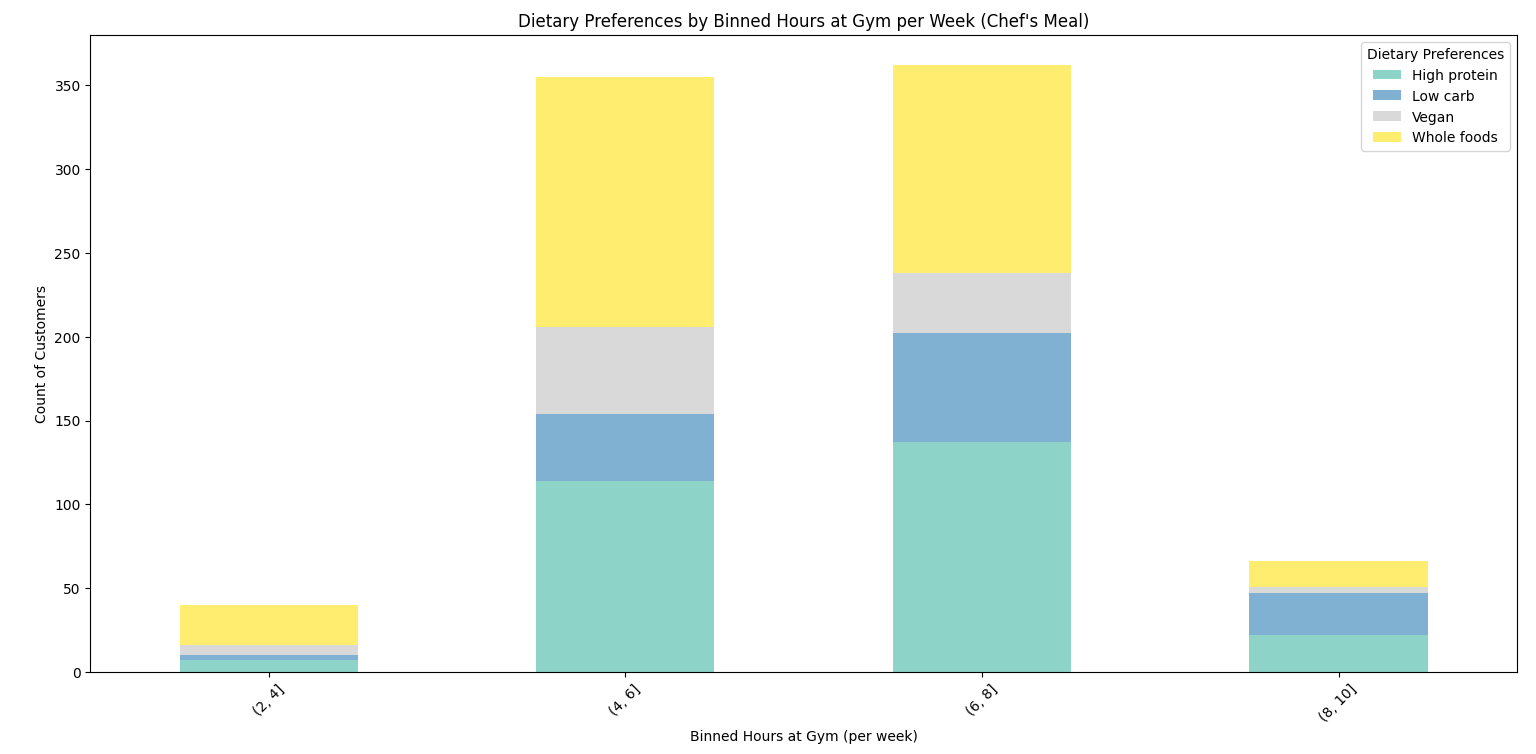 Dietary Preferences by Binned Hours at Gym per Week (Chef's Meal)
Dietary Preferences
High protein
Low carb
Vegan
Whole foods
Count of Customers
350
300
250
200
150
100
50
0
(2, 4]
(4, 6]
(6, 8]
(8, 10]
Binned Hours at Gym (per week)